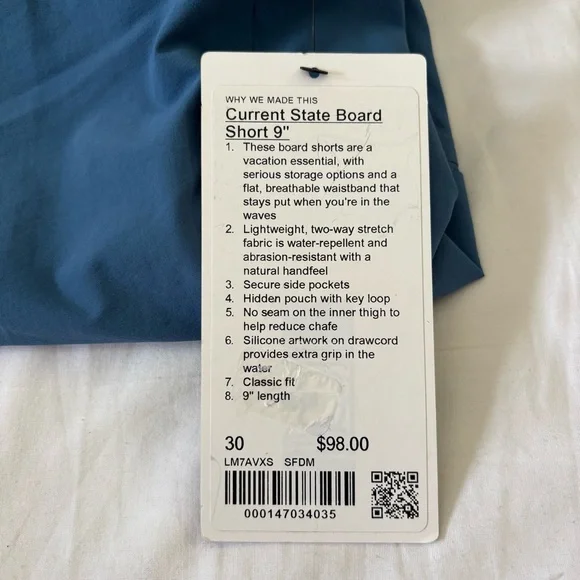 WHY WE MADE THIS
Current State Board
Short 9"
1. These board shorts are a
vacation essential, with
serious storage options and a
flat, breathable waistband that
stays put when you're in the
waves
2. Lightweight, two-way stretch
fabric is water-repellent and
abrasion-resistant with a
natural handfeel
3. Secure side pockets
4. Hidden pouch with key loop
5. No seam on the inner thigh to
help reduce chafe
6. Silicone artwork on drawcord
provides extra grip in the
water
7. Classic fit
8. 9" length
30 $98.00
LM7AVXS SFDM
000147034035